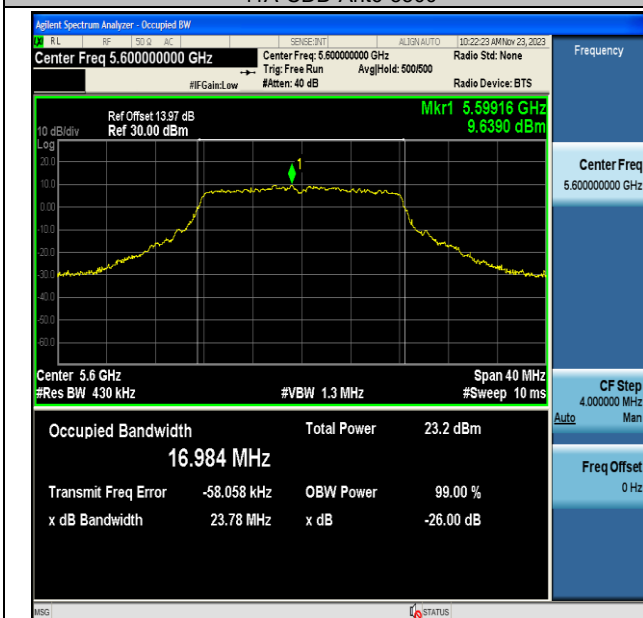 Agilent Spectrum Analyzer - Occupied BW
RL RF 50 Ω AC SENSE:INT ALIGN AUTO 10:22:23 AM Nov 23, 2023
Center Freq 5.600000000 GHz
Center Freq: 5.600000000 GHz
Radio Std: None
Trig: Free Run Avg|Hold: 500/500
#IFGain:Low #Atten: 40 dB Radio Device: BTS
Ref Offset 13.97 dB
Mkr1 5.59916 GHz
10 dB/div Ref 30.00 dBm 9.6390 dBm
Log
20.0
10.0
0.00
-10.0
-20.0
-30.0
-40.0
-50.0
-60.0
1
Center 5.6 GHz Span 40 MHz
#Res BW 430 kHz #VBW 1.3 MHz #Sweep 10 ms
Occupied Bandwidth Total Power 23.2 dBm
16.984 MHz
Transmit Freq Error -58.058 kHz OBW Power 99.00 %
x dB Bandwidth 23.78 MHz x dB -26.00 dB
MSG STATUS
Frequency
Center Freq
5.600000000 GHz
CF Step
4.000000 MHz
Auto Man
Freq Offset
0 Hz